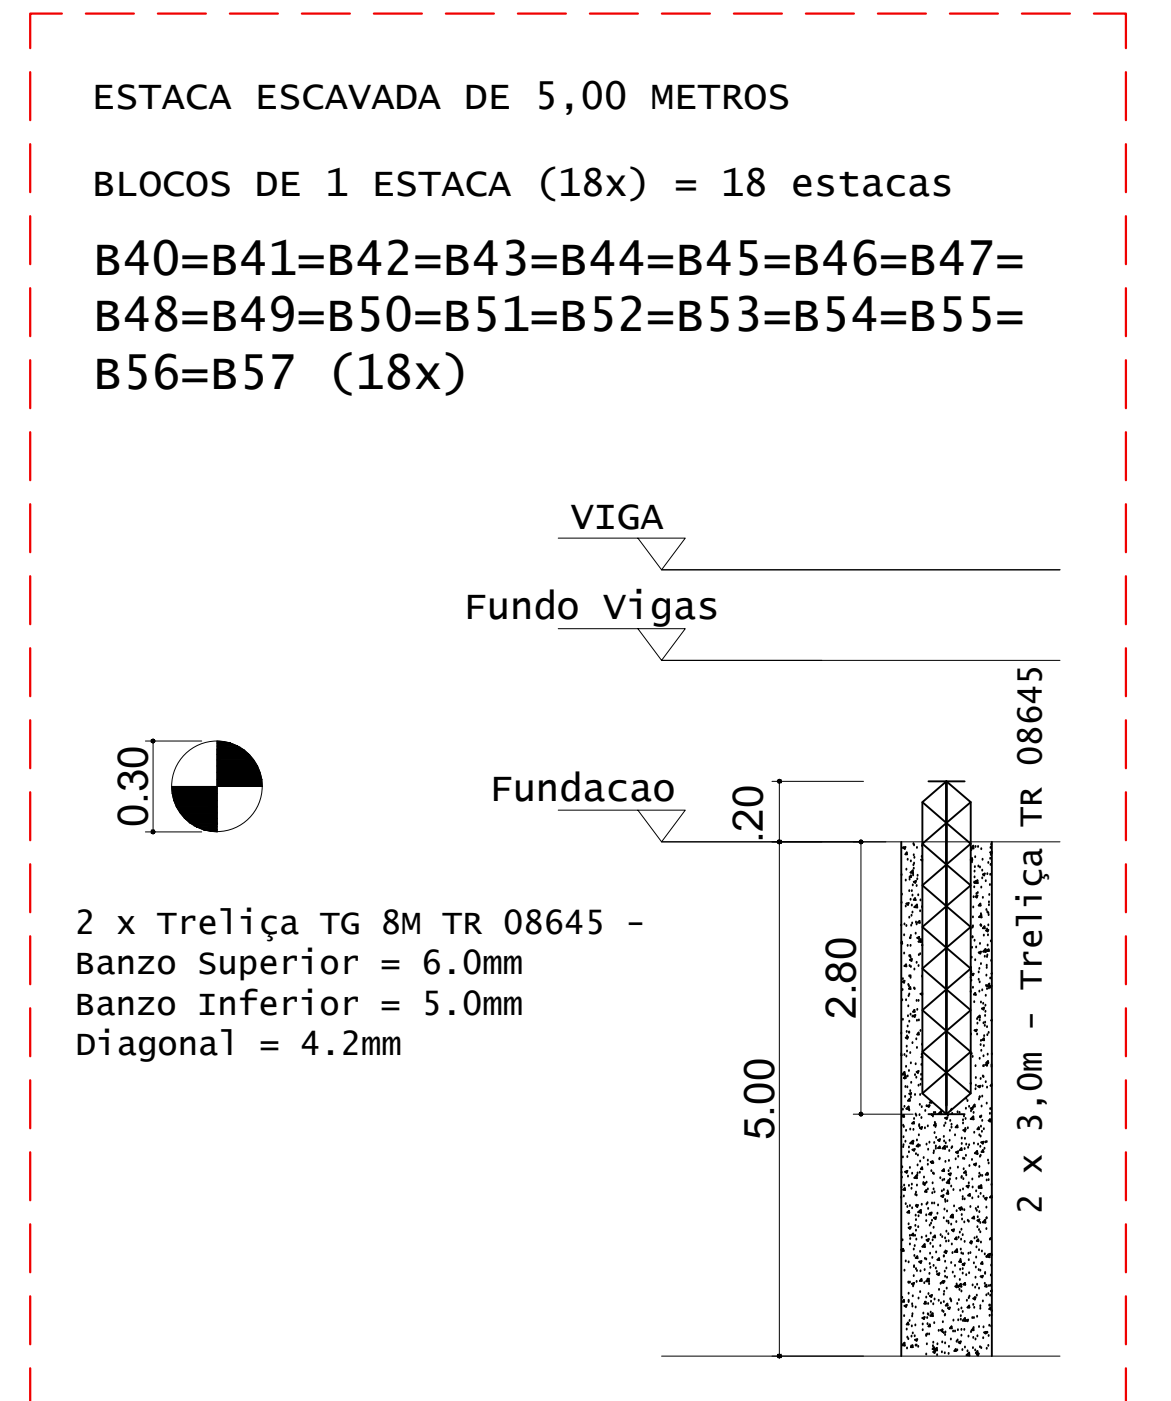 ESTACA ESCAVADA DE 5,00 METROS
BLOCOS DE 1 ESTACA (18x) = 18 estacas
B40=B41=B42=B43=B44=B45=B46=B47=
B48=B49=B50=B51=B52=B53=B54=B55=
B56=B57 (18x)
VIGA
Fundo Vigas
0.30
Fundacao
.20
2 x Treliça TG 8M TR 08645 –
Banzo Superior = 6.0mm
Banzo Inferior = 5.0mm
Diagonal = 4.2mm
2.80
5.00
2 x 3,0m – Treliça TR 08645